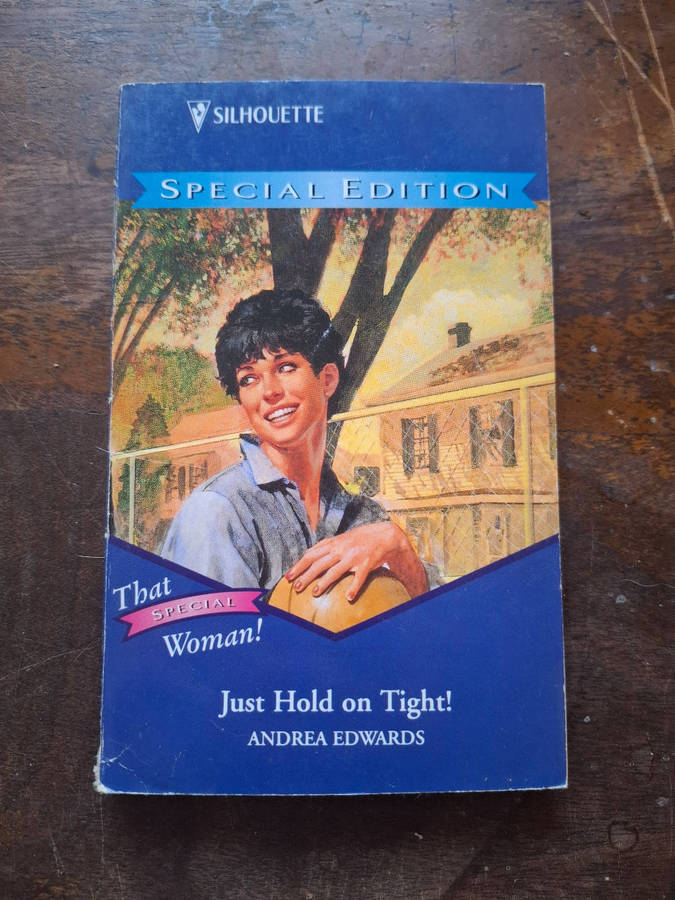 SILHOUETTE
SPECIAL EDITION
That
SPECIAL
Woman!
Just Hold on Tight!
ANDREA EDWARDS